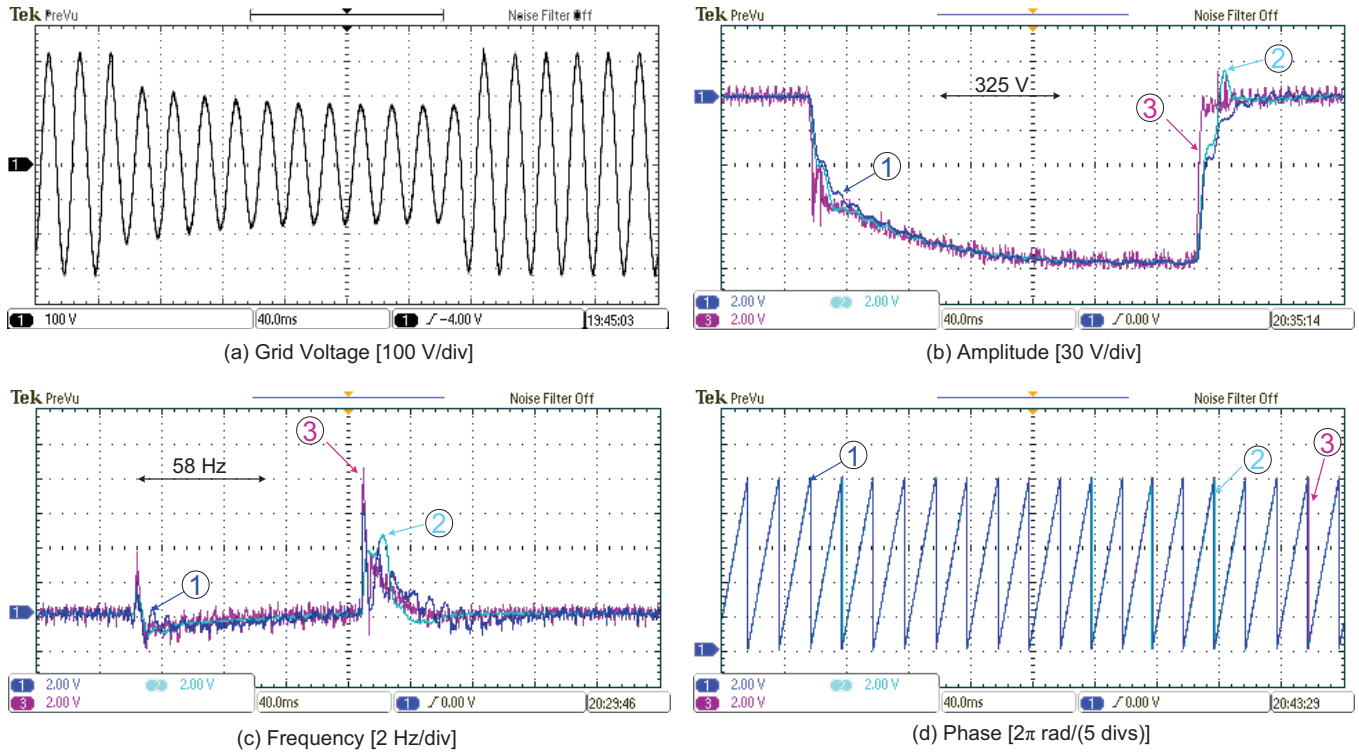 Tek PreVu Noise Filter Off
1
1 100 V 40.0ms 1 ∫ −4.00 V 19:45:03
(a) Grid Voltage [100 V/div]
Tek PreVu Noise Filter Off
2
325 V
1
3
1
1 2.00 V 2 2.00 V
3 2.00 V 40.0ms 1 ∫ 0.00 V 20:35:14
(b) Amplitude [30 V/div]
Tek PreVu Noise Filter Off
3
58 Hz
2
1
1
1 2.00 V 2 2.00 V
3 2.00 V 40.0ms 1 ∫ 0.00 V 20:29:46
(c) Frequency [2 Hz/div]
Tek PreVu Noise Filter Off
1
2
3
1
1 2.00 V 2 2.00 V
3 2.00 V 40.0ms 1 ∫ 0.00 V 20:43:29
(d) Phase [2π rad/(5 divs)]